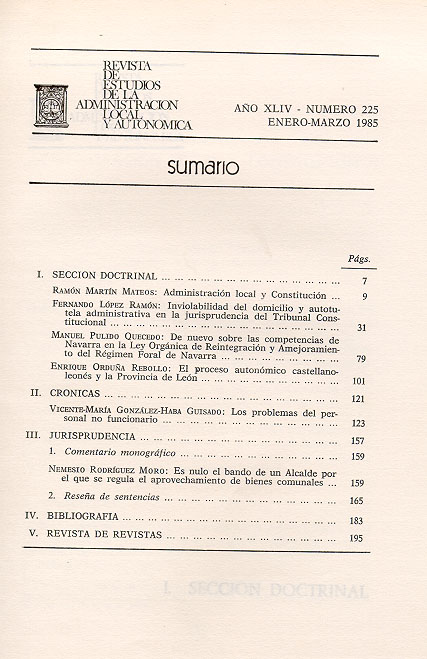 REVISTA
DE
ESTUDIOS
DE LA
ADMINISTRACION
LOCAL
Y AUTONOMICA
AÑO XLIV - NUMERO 225
ENERO-MARZO 1985
sumario
Págs.
I. SECCION DOCTRINAL ... ... ... ... ... ... ... ... ... ... ... ... ... 7
RAMÓN MARTÍN MATEOS: Administración local y Constitución ... 9
FERNANDO LÓPEZ RAMÓN: Inviolabilidad del domicilio y autotu-
tela administrativa en la jurisprudencia del Tribunal Cons-
titucional ... ... ... ... ... ... ... ... ... ... ... ... ... ... ... ... 31
MANUEL PULIDO QUECEDO: De nuevo sobre las competencias de
Navarra en la Ley Orgánica de Reintegración y Amejoramien-
to del Régimen Foral de Navarra ... ... ... ... ... ... ... ... 79
ENRIQUE ORDUÑA REBOLLO: El proceso autonómico castellano-
leonés y la Provincia de León ... ... ... ... ... ... ... ... ... 101
II. CRONICAS ... ... ... ... ... ... ... ... ... ... ... ... ... ... ... ... 121
VICENTE-MARÍA GONZÁLEZ-HABA GUISADO: Los problemas del per-
sonal no funcionario ... ... ... ... ... ... ... ... ... ... ... ... 123
III. JURISPRUDENCIA ... ... ... ... ... ... ... ... ... ... ... ... ... ... 157
1. Comentario monográfico ... ... ... ... ... ... ... ... ... ... ...
NEMESIO RODRÍGUEZ MORO: Es nulo el bando de un Alcalde por
el que se regula el aprovechamiento de bienes comunales ... 159
2. Reseña de sentencias ... ... ... ... ... ... ... ... ... ... ... ... 165
IV. BIBLIOGRAFIA ... ... ... ... ... ... ... ... ... ... ... ... ... ... ... 183
V. REVISTA DE REVISTAS ... ... ... ... ... ... ... ... ... ... ... ... 195
I. SECCION DOCTRINAL